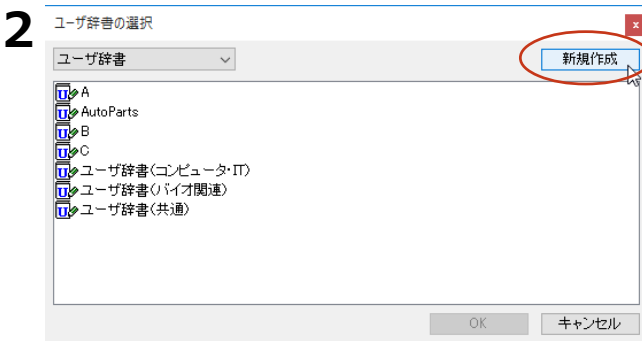 2
ユーザ辞書の選択
x
ユーザ辞書
新規作成
A
AutoParts
B
C
ユーザ辞書(コンピュータ・IT)
ユーザ辞書(バイオ関連)
ユーザ辞書(共通)
OK
キャンセル